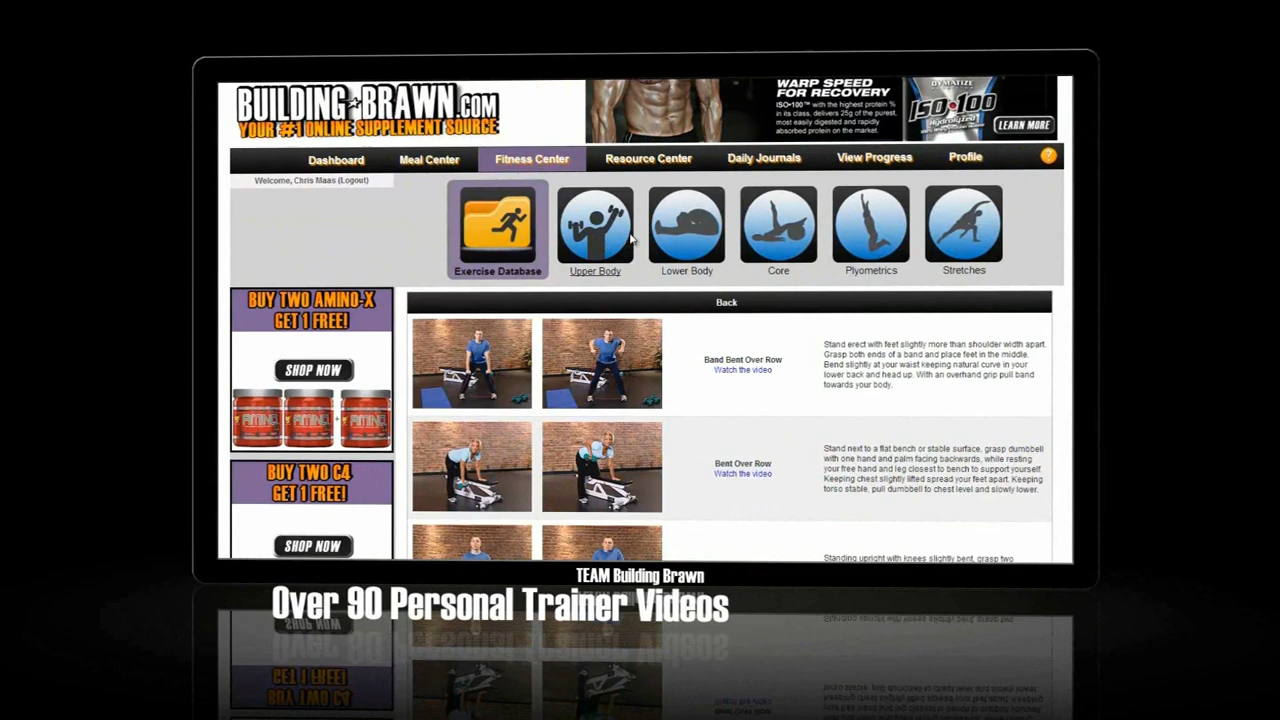 BUILDING BRAWN.COM
YOUR #1 ONLINE SUPPLEMENT SOURCE
WARP SPEED
FOR RECOVERY
ISO•100™ with the highest protein %
in its class, delivers 25g of the purest,
most easily digested and rapidly
absorbed protein on the market.
DYMATIZE
ISO•100
Hydrolyzed
LEARN MORE
Dashboard
Meal Center
Fitness Center
Resource Center
Daily Journals
View Progress
Profile
?
Welcome, Chris Maas (Logout)
Exercise Database
Upper Body
Lower Body
Core
Plyometrics
Stretches
BUY TWO AMINO-X
GET 1 FREE!
SHOP NOW
BUY TWO C4
GET 1 FREE!
SHOP NOW
Back
Band Bent Over Row
Watch the video
Stand erect with feet slightly more than shoulder width apart.
Grasp both ends of a band and place feet in the middle.
Bend slightly at your waist keeping natural curve in your
lower back and head up. With an overhand grip pull band
towards your body.
Bent Over Row
Watch the video
Stand next to a flat bench or stable surface, grasp dumbbell
with one hand and palm facing backwards, while resting
your free hand and leg closest to bench to support yourself.
Keeping chest slightly lifted spread your feet apart. Keeping
torso stable, pull dumbbell to chest level and slowly lower.
Standing upright with knees slightly bent, grasp two
TEAM Building Brawn
Over 90 Personal Trainer Videos